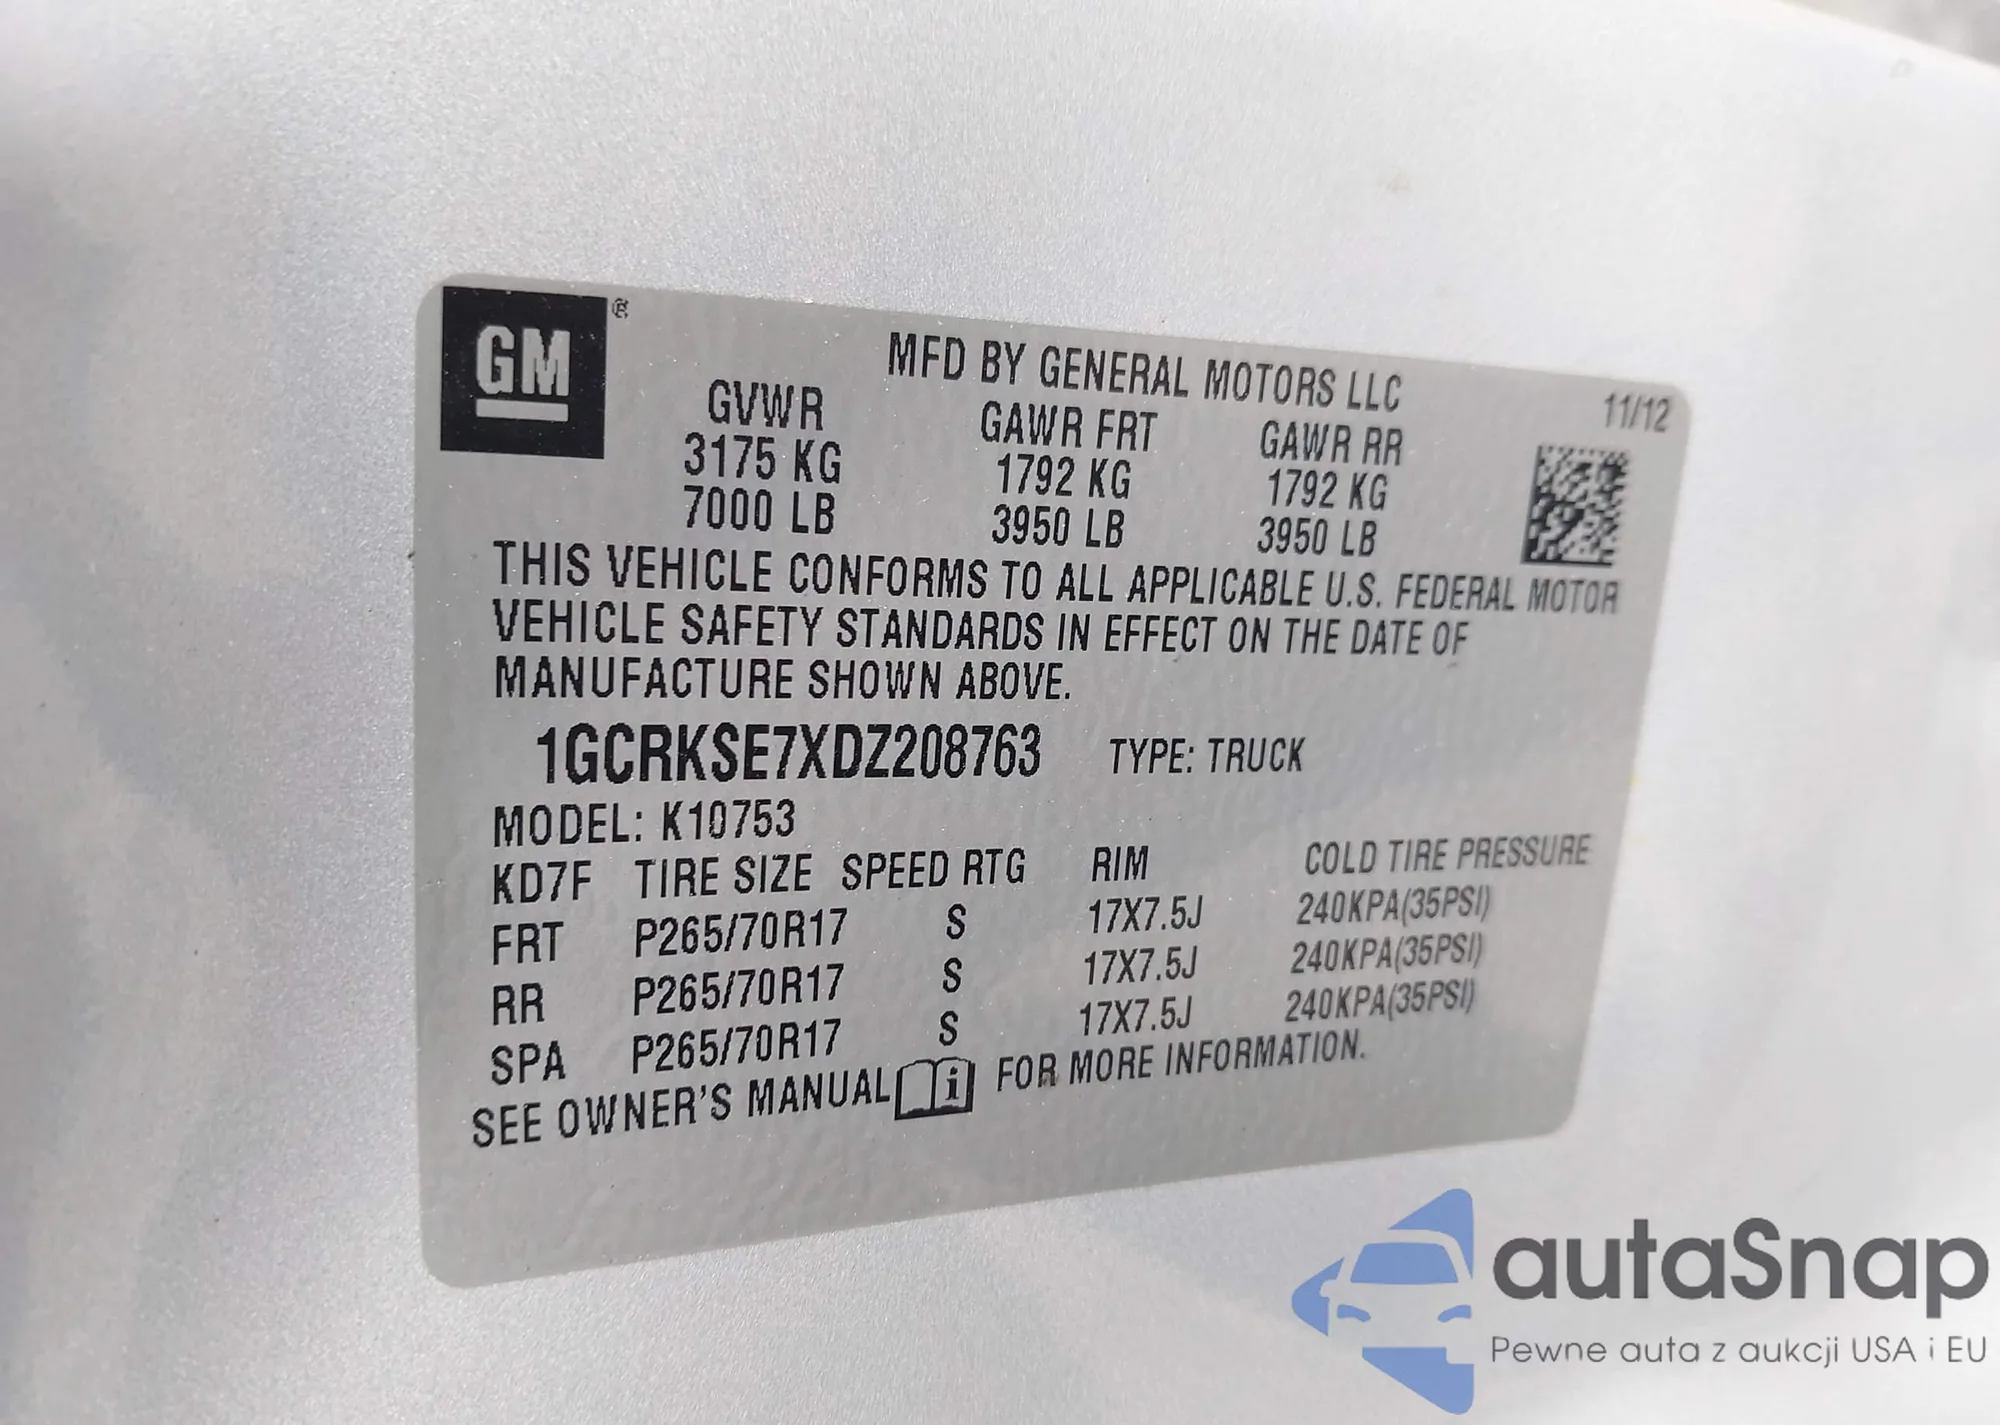 GM®
MFD BY GENERAL MOTORS LLC
11/12
GVWR GAWR FRT GAWR RR
3175 KG 1792 KG 1792 KG
7000 LB 3950 LB 3950 LB
THIS VEHICLE CONFORMS TO ALL APPLICABLE U.S. FEDERAL MOTOR
VEHICLE SAFETY STANDARDS IN EFFECT ON THE DATE OF
MANUFACTURE SHOWN ABOVE.
1GCRKSE7XDZ208763 TYPE: TRUCK
MODEL: K10753
KD7F TIRE SIZE SPEED RTG RIM COLD TIRE PRESSURE
FRT P265/70R17 S 17X7.5J 240KPA(35PSI)
RR P265/70R17 S 17X7.5J 240KPA(35PSI)
SPA P265/70R17 S 17X7.5J 240KPA(35PSI)
SEE OWNER'S MANUAL i FOR MORE INFORMATION.
autaSnap
Pewne auta z aukcji USA i EU